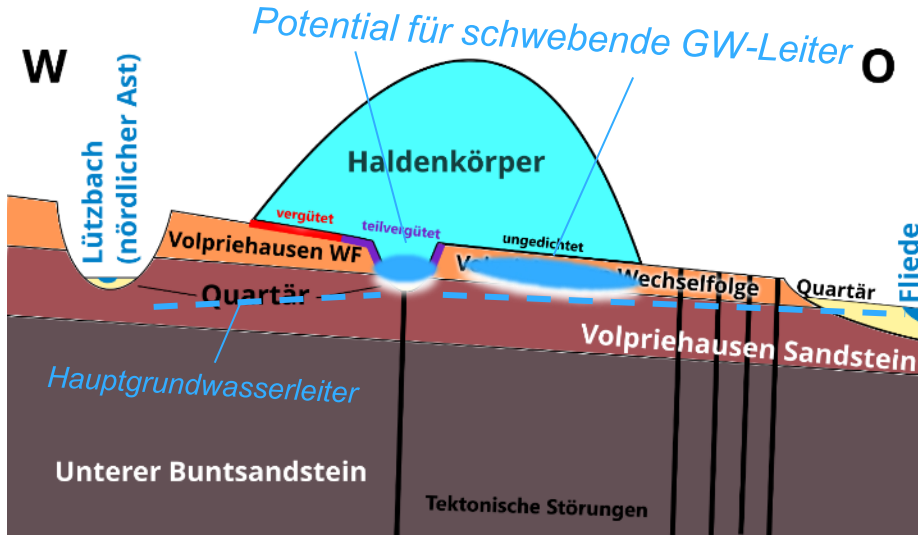 Potential für schwebende GW-Leiter
W
O
Lützbach
(nördlicher Ast)
Haldenkörper
vergütet
teilvergütet
ungedichtet
Volpriehausen WF
Wechselfolge
Quartär
Quartär
Fliede
Volpriehausen Sandstein
Hauptgrundwasserleiter
Unterer Buntsandstein
Tektonische Störungen